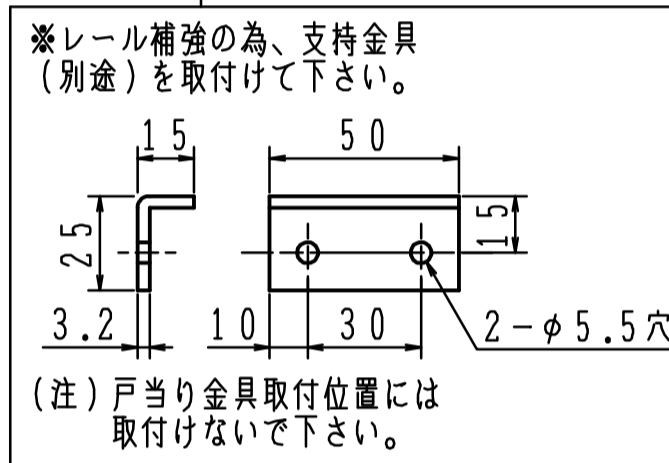 ※レール補強の為、支持金具
(別途)を取付けて下さい。
15
50
25
15
3.2
10
30
2-φ5.5穴
(注)戸当り金具取付位置には
取付けないで下さい。